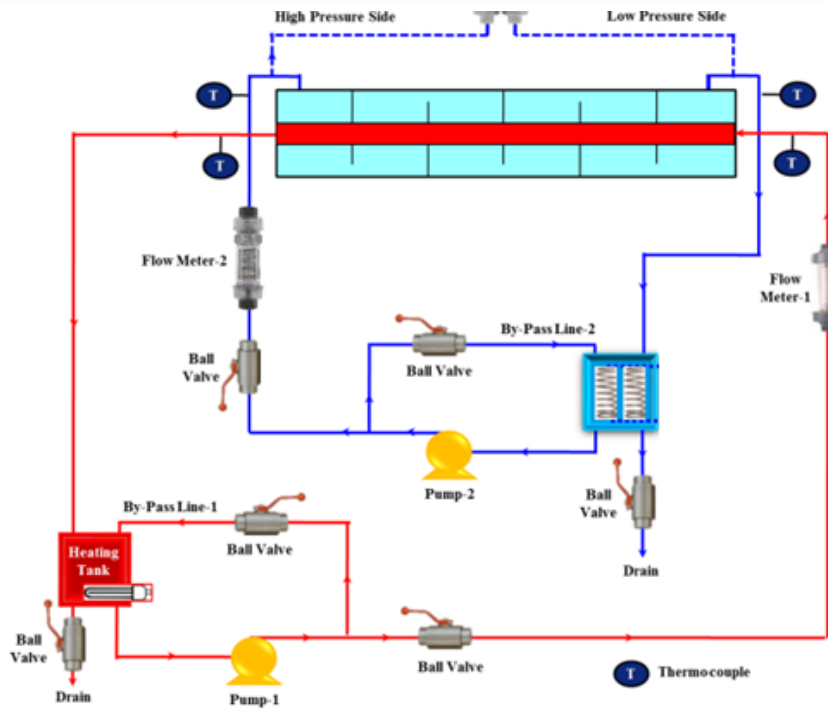 High Pressure Side
Low Pressure Side
T
T
T
T
Flow Meter-2
Flow
Meter-1
Ball
Valve
By-Pass Line-2
Ball Valve
Pump-2
By-Pass Line-1
Ball Valve
Ball
Valve
Heating
Tank
Drain
Ball
Valve
Ball Valve
T
Thermo-couple
Drain
Pump-1